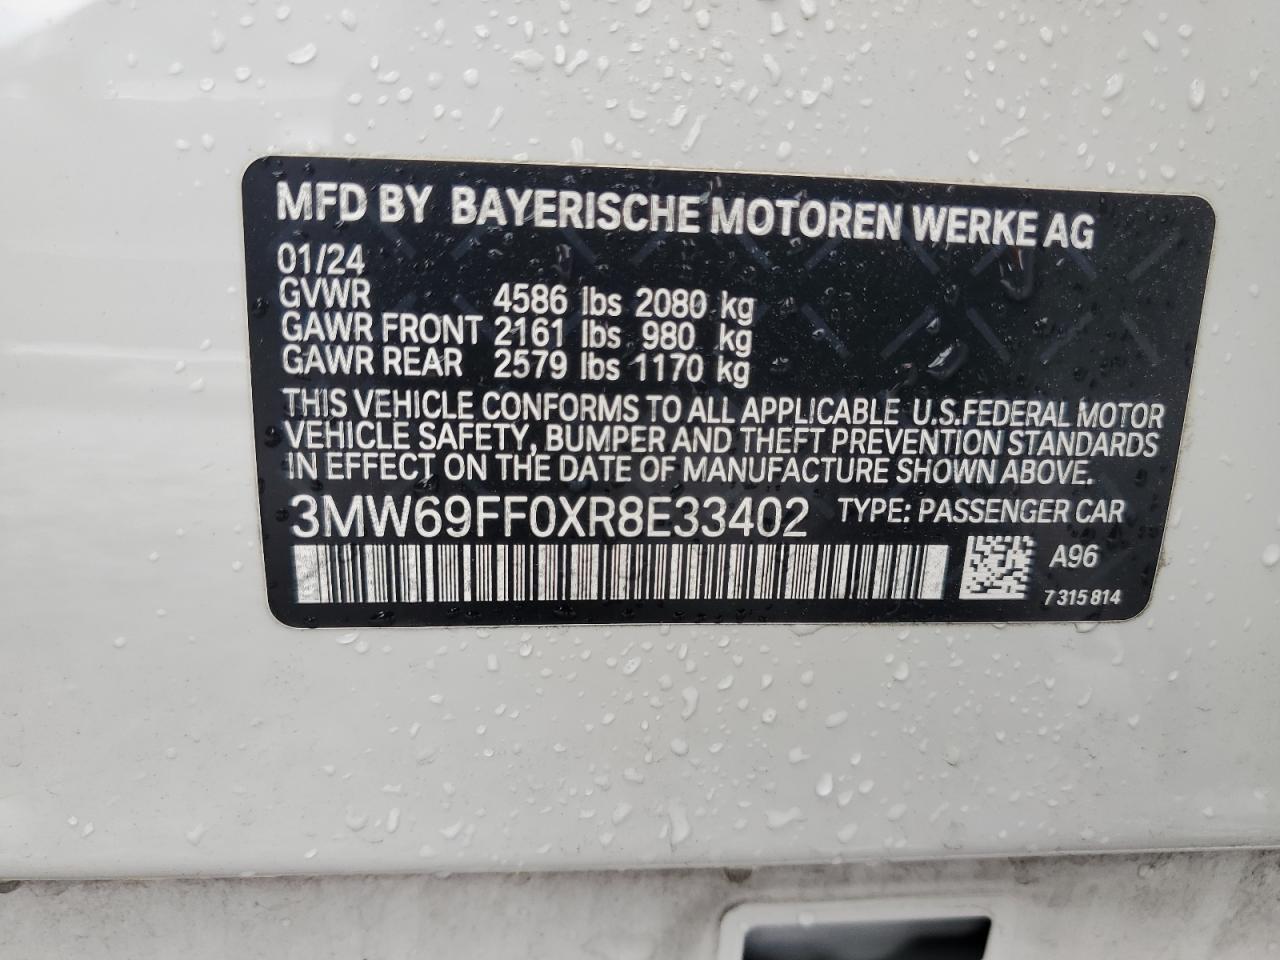 MFD BY BAYERISCHE MOTOREN WERKE AG
01/24
GVWR 4586 lbs 2080 kg
GAWR FRONT 2161 lbs 980 kg
GAWR REAR 2579 lbs 1170 kg
THIS VEHICLE CONFORMS TO ALL APPLICABLE U.S.FEDERAL MOTOR
VEHICLE SAFETY, BUMPER AND THEFT PREVENTION STANDARDS
IN EFFECT ON THE DATE OF MANUFACTURE SHOWN ABOVE.
3MW69FF0XR8E33402 TYPE: PASSENGER CAR
A96
7 315 814